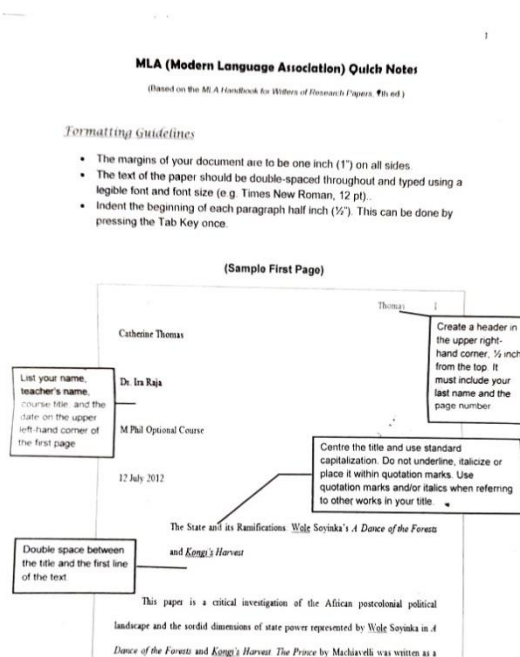 1
MLA (Modern Language Association) Quick Notes
(Based on the MLA Handbook for Writers of Research Papers, 7th ed.)
Formatting Guidelines
• The margins of your document are to be one inch (1") on all sides.
• The text of the paper should be double-spaced throughout and typed using a
legible font and font size (e.g. Times New Roman, 12 pt)..
• Indent the beginning of each paragraph half inch (½"). This can be done by
pressing the Tab Key once.
(Sample First Page)
Thomas 1
Create a header in
the upper right-
hand corner, ½ inch
from the top. It
must include your
last name and the
page number.
Catherine Thomas
List your name,
teacher's name,
course title, and the
date on the upper
left-hand corner of
the first page
Dr. Ira Raja
M Phil Optional Course
Centre the title and use standard
capitalization. Do not underline, italicize or
place it within quotation marks. Use
quotation marks and/or italics when referring
to other works in your title.
12 July 2012
The State and its Ramifications Wole Soyinka's A Dance of the Forests
and Kongi's Harvest
Double space between
the title and the first line
of the text.
This paper is a critical investigation of the African postcolonial political
landscape and the sordid dimensions of state power represented by Wole Soyinka in A
Dance of the Forests and Kongi's Harvest. The Prince by Machiavelli was written as a